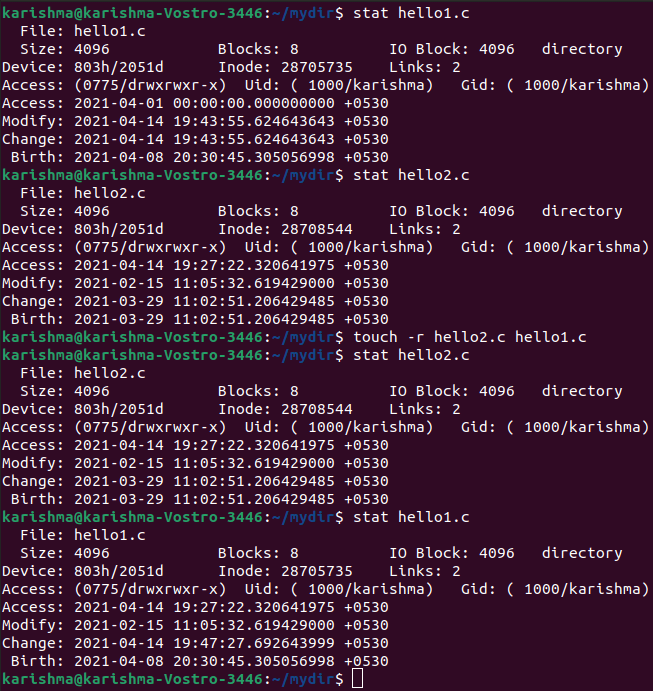 karishma@karishma-Vostro-3446:~/mydir$ stat hello1.c
  File: hello1.c
  Size: 4096            Blocks: 8          IO Block: 4096   directory
Device: 803h/2051d      Inode: 28705735    Links: 2
Access: (0775/drwxrwxr-x)  Uid: ( 1000/karishma)   Gid: ( 1000/karishma)
Access: 2021-04-01 00:00:00.000000000 +0530
Modify: 2021-04-14 19:43:55.624643643 +0530
Change: 2021-04-14 19:43:55.624643643 +0530
 Birth: 2021-04-08 20:30:45.305056998 +0530
karishma@karishma-Vostro-3446:~/mydir$ stat hello2.c
  File: hello2.c
  Size: 4096            Blocks: 8          IO Block: 4096   directory
Device: 803h/2051d      Inode: 28708544    Links: 2
Access: (0775/drwxrwxr-x)  Uid: ( 1000/karishma)   Gid: ( 1000/karishma)
Access: 2021-04-14 19:27:22.320641975 +0530
Modify: 2021-02-15 11:05:32.619429000 +0530
Change: 2021-03-29 11:02:51.206429485 +0530
 Birth: 2021-03-29 11:02:51.206429485 +0530
karishma@karishma-Vostro-3446:~/mydir$ touch -r hello2.c hello1.c
karishma@karishma-Vostro-3446:~/mydir$ stat hello2.c
  File: hello2.c
  Size: 4096            Blocks: 8          IO Block: 4096   directory
Device: 803h/2051d      Inode: 28708544    Links: 2
Access: (0775/drwxrwxr-x)  Uid: ( 1000/karishma)   Gid: ( 1000/karishma)
Access: 2021-04-14 19:27:22.320641975 +0530
Modify: 2021-02-15 11:05:32.619429000 +0530
Change: 2021-03-29 11:02:51.206429485 +0530
 Birth: 2021-03-29 11:02:51.206429485 +0530
karishma@karishma-Vostro-3446:~/mydir$ stat hello1.c
  File: hello1.c
  Size: 4096            Blocks: 8          IO Block: 4096   directory
Device: 803h/2051d      Inode: 28705735    Links: 2
Access: (0775/drwxrwxr-x)  Uid: ( 1000/karishma)   Gid: ( 1000/karishma)
Access: 2021-04-14 19:27:22.320641975 +0530
Modify: 2021-02-15 11:05:32.619429000 +0530
Change: 2021-04-14 19:47:27.692643999 +0530
 Birth: 2021-04-08 20:30:45.305056998 +0530
karishma@karishma-Vostro-3446:~/mydir$